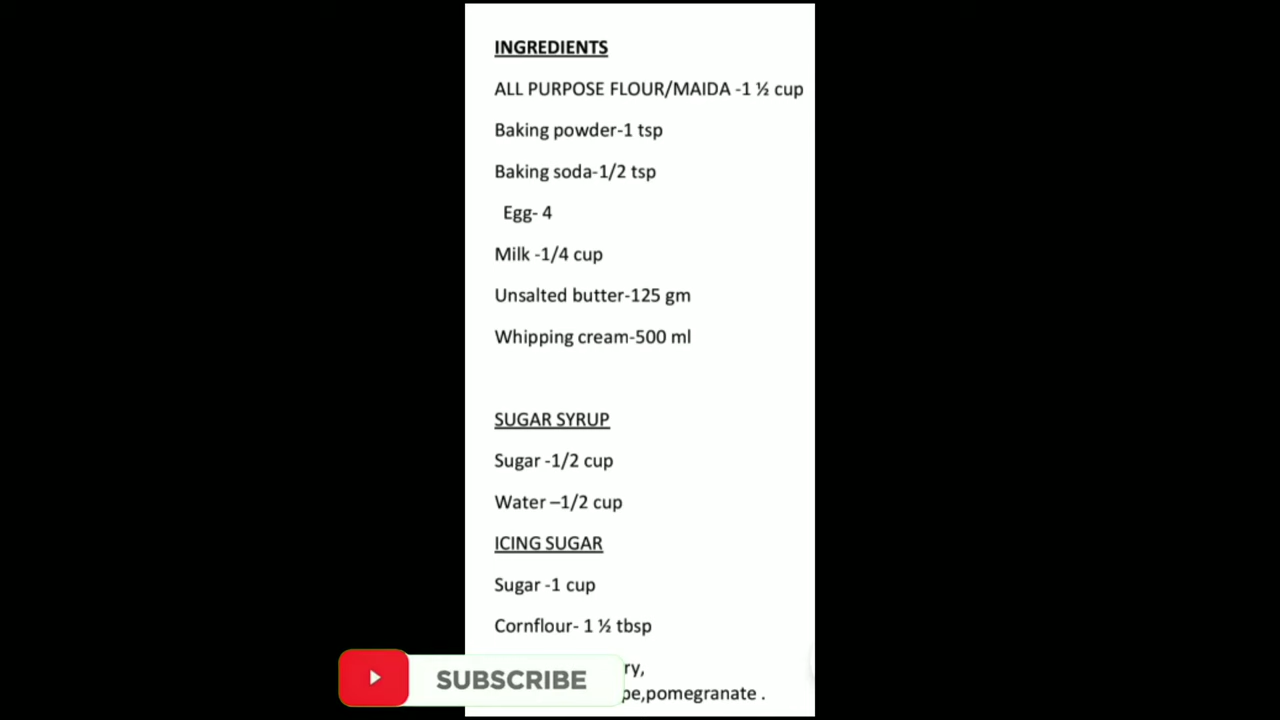 INGREDIENTS
ALL PURPOSE FLOUR/MAIDA -1 ½ cup
Baking powder-1 tsp
Baking soda-1/2 tsp
Egg- 4
Milk -1/4 cup
Unsalted butter-125 gm
Whipping cream-500 ml
SUGAR SYRUP
Sugar -1/2 cup
Water –1/2 cup
ICING SUGAR
Sugar -1 cup
Cornflour- 1 ½ tbsp
SUBSCRIBE
pomegranate .